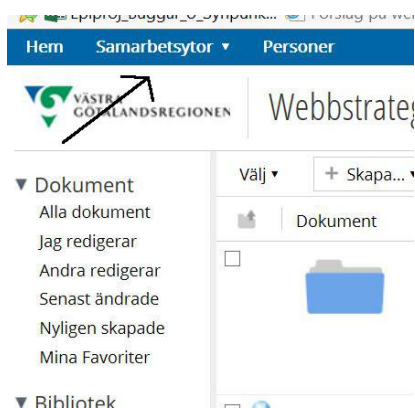 Hem Samarbetsytor ▾ Personer
VÄSTRA
GÖTALANDSREGIONEN
Webbstrateg
Dokument
Alla dokument
Jag redigerar
Andra redigerar
Senast ändrade
Nyligen skapade
Mina Favoriter
Bibliotek
Välj ▾ + Skapa... ▾
Dokument